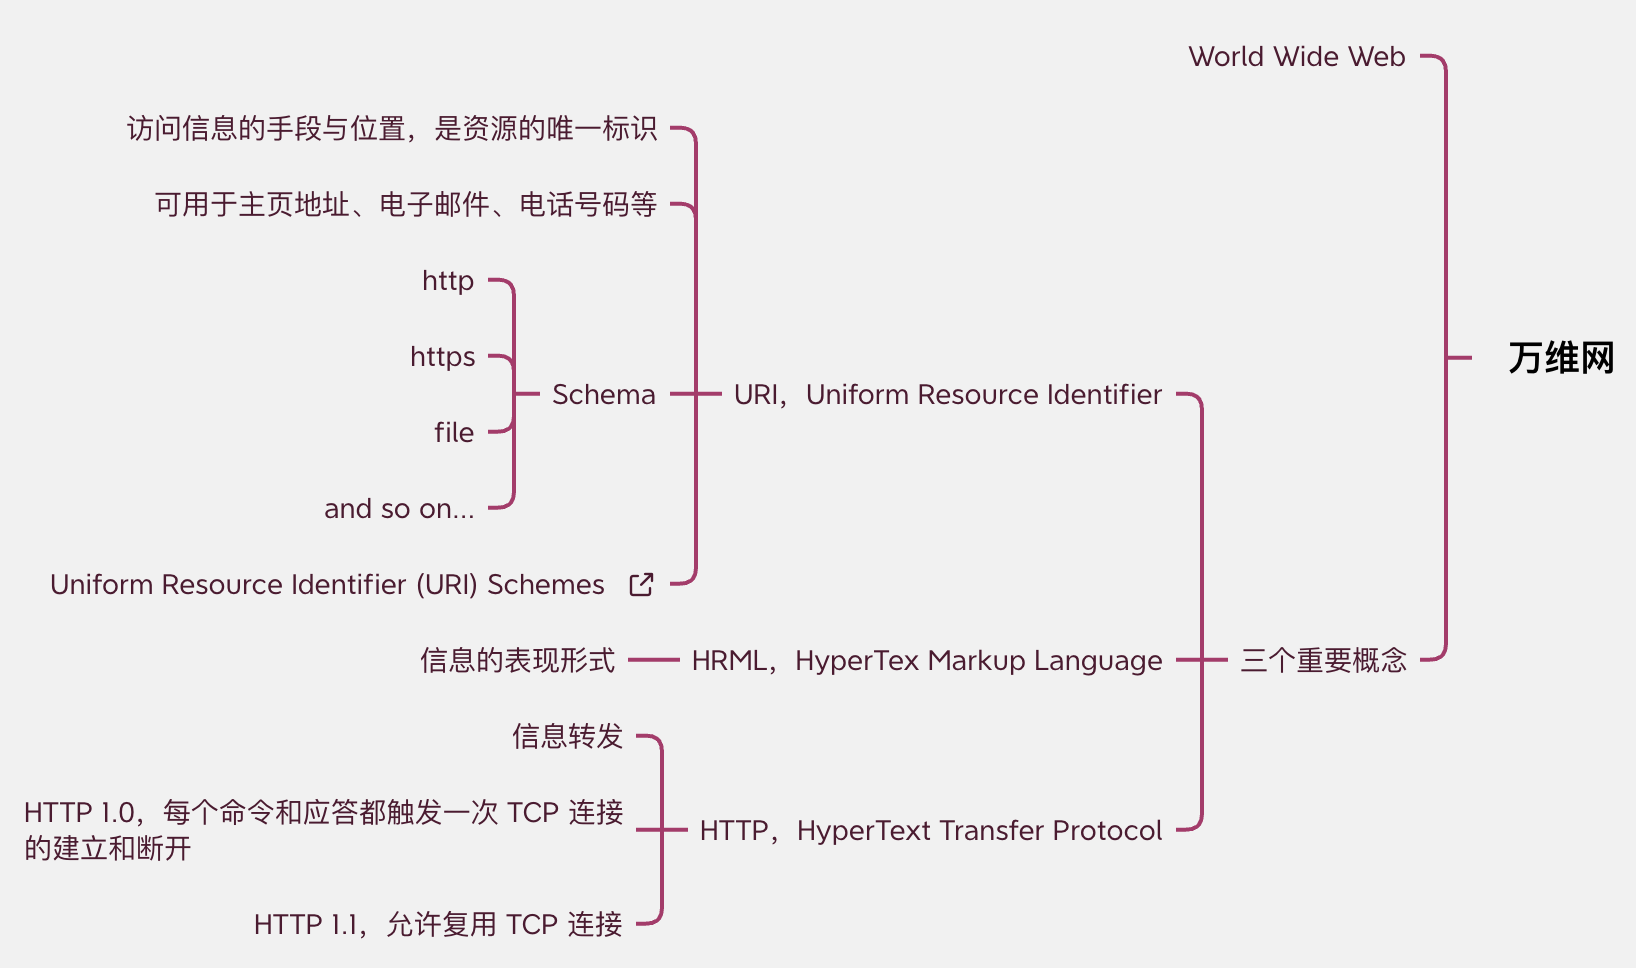 万维网
World Wide Web
三个重要概念
URI，Uniform Resource Identifier
访问信息的手段与位置，是资源的唯一标识
可用于主页地址、电子邮件、电话号码等
Schema
http
https
file
and so on...
Uniform Resource Identifier (URI) Schemes
HRML，HyperTex Markup Language
信息的表现形式
HTTP，HyperText Transfer Protocol
信息转发
HTTP 1.0，每个命令和应答都触发一次 TCP 连接
的建立和断开
HTTP 1.1，允许复用 TCP 连接